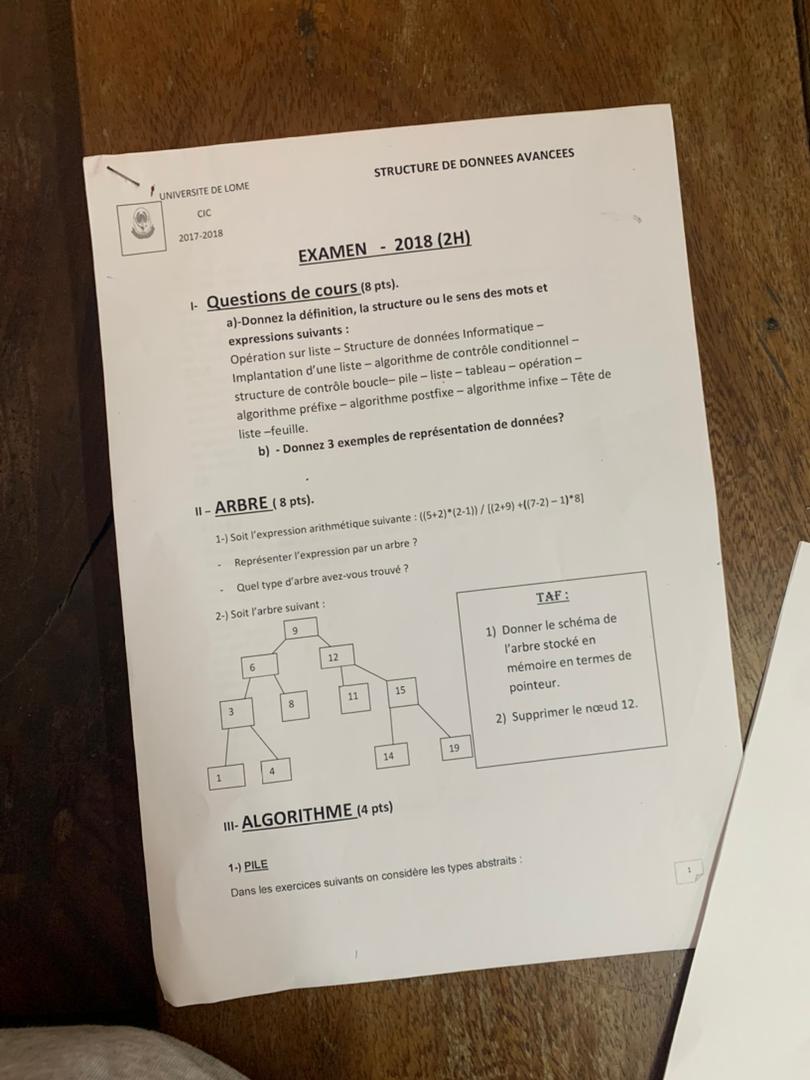 STRUCTURE DE DONNEES AVANCEES
UNIVERSITE DE LOME
CIC
2017-2018
EXAMEN - 2018 (2H)
I- Questions de cours (8 pts).
a)-Donnez la définition, la structure ou le sens des mots et
expressions suivants :
Opération sur liste – Structure de données Informatique –
Implantation d'une liste – algorithme de contrôle conditionnel –
structure de contrôle boucle– pile – liste – tableau – opération –
algorithme préfixe – algorithme postfixe – algorithme infixe – Tête de
liste –feuille.
b) - Donnez 3 exemples de représentation de données?
II – ARBRE ( 8 pts).
1-) Soit l'expression arithmétique suivante : ((5+2)*(2-1)) / [(2+9) +((7-2) – 1)*8]
- Représenter l'expression par un arbre ?
- Quel type d'arbre avez-vous trouvé ?
2-) Soit l'arbre suivant :
9
6
12
3
8
11
15
1
4
14
19
TAF :
1) Donner le schéma de
l'arbre stocké en
mémoire en termes de
pointeur.
2) Supprimer le nœud 12.
III- ALGORITHME (4 pts)
1-) PILE
Dans les exercices suivants on considère les types abstraits :
1